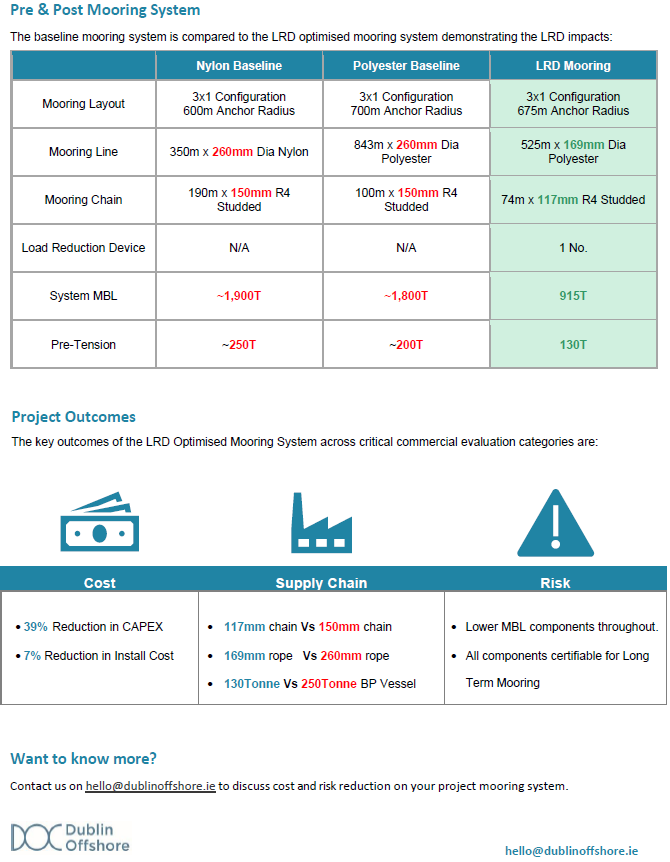 Pre & Post Mooring System
The baseline mooring system is compared to the LRD optimised mooring system demonstrating the LRD impacts:
Nylon Baseline Polyester Baseline LRD Mooring
Mooring Layout
3x1 Configuration
600m Anchor Radius
3x1 Configuration
700m Anchor Radius
3x1 Configuration
675m Anchor Radius
Mooring Line
350m x 260mm Dia Nylon
843m x 260mm Dia
Polyester
525m x 169mm Dia
Polyester
Mooring Chain
190m x 150mm R4
Studded
100m x 150mm R4
Studded
74m x 117mm R4 Studded
Load Reduction Device N/A N/A 1 No.
System MBL ~1,900T ~1,800T 915T
Pre-Tension ~250T ~200T 130T
Project Outcomes
The key outcomes of the LRD Optimised Mooring System across critical commercial evaluation categories are:
Cost
Supply Chain
Risk
• 39% Reduction in CAPEX
• 7% Reduction in Install Cost
• 117mm chain Vs 150mm chain
• 169mm rope Vs 260mm rope
• 130Tonne Vs 250Tonne BP Vessel
• Lower MBL components throughout.
• All components certifiable for Long
Term Mooring
Want to know more?
Contact us on hello@dublinoffshore.ie to discuss cost and risk reduction on your project mooring system.
DOC Dublin
Offshore
hello@dublinoffshore.ie